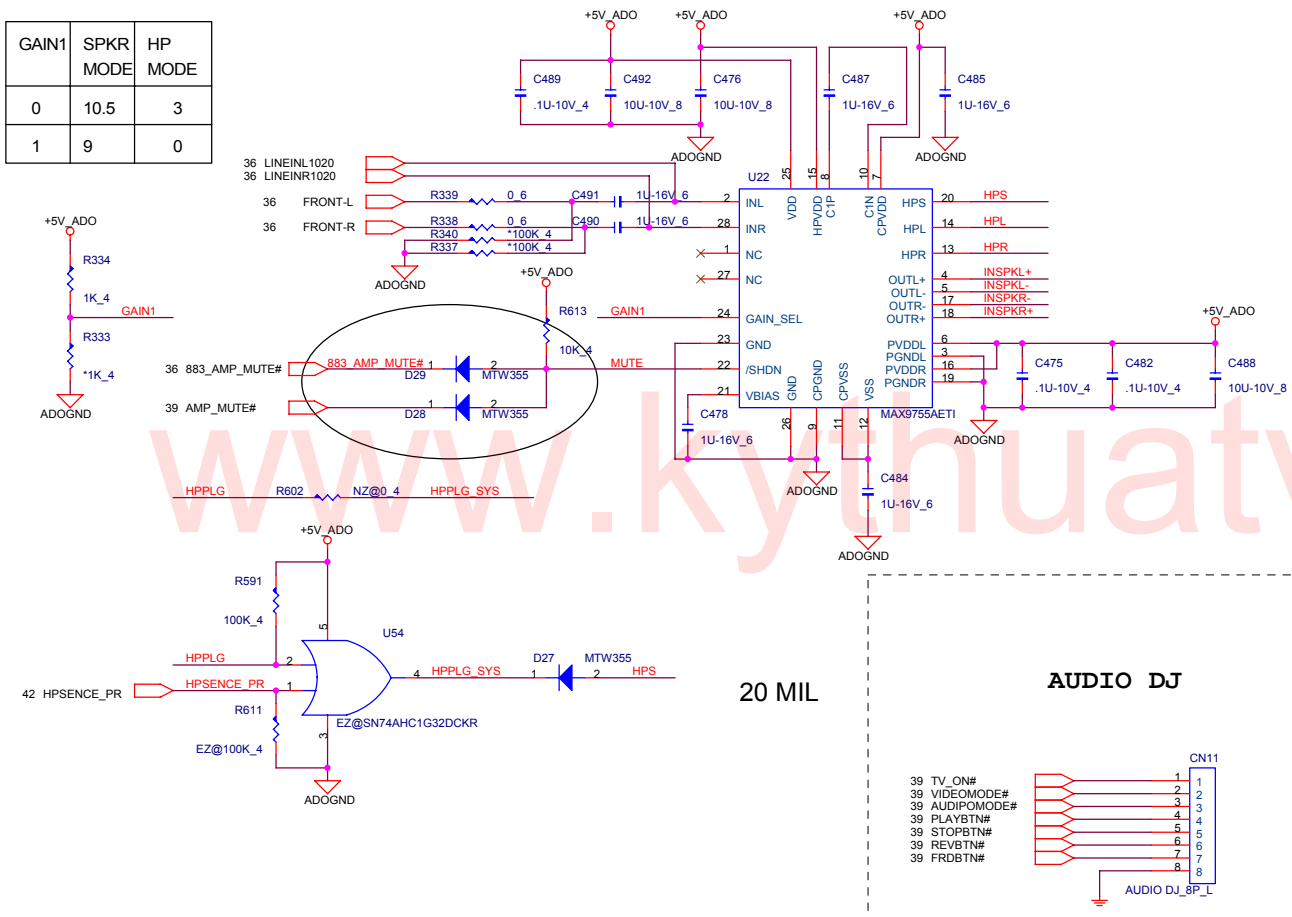 GAIN1 SPKR MODE HP MODE
0 10.5 3
1 9 0
+5V_ADO
R334
1K_4
GAIN1
R333
*1K_4
ADOGND
+5V_ADO +5V_ADO +5V_ADO
C489 .1U-10V_4
C492 10U-10V_8
C476 10U-10V_8
C487 1U-16V_6
C485 1U-16V_6
ADOGND
ADOGND
36 LINEINL1020
36 LINEINR1020
36 FRONT-L
R339 0_6 C491 1U-16V_6
36 FRONT-R
R338 0_6 C490 1U-16V_6
R340 *100K_4
R337 *100K_4
ADOGND
+5V_ADO
R613
10K_4
GAIN1
MUTE
36 883_AMP_MUTE# 883_AMP_MUTE# 1 D29 2 MTW355
39 AMP_MUTE# 1 D28 2 MTW355
U22
2 INL
28 INR
1 NC
27 NC
24 GAIN_SEL
23 GND
22 /SHDN
21 VBIAS
25 VDD
15 HPVDD
8 C1P
10 C1N
7 CPVDD
HPS 20 HPS
HPL 14 HPL
HPR 13 HPR
OUTL+ 4 INSPKL+
OUTL- 5 INSPKL-
OUTR- 17 INSPKR-
OUTR+ 18 INSPKR+
PVDDL 6
PGNDL 3
PVDDR 16
PGNDR 19
GND 26
CPGND 9
CPVSS 11
VSS 12
MAX9755AETI
+5V_ADO
C475 .1U-10V_4
C482 .1U-10V_4
C488 10U-10V_8
ADOGND
C478
1U-16V_6
ADOGND
C484
1U-16V_6
ADOGND
www.kythuatv
HPPLG R602 NZ@0_4 HPPLG_SYS
+5V_ADO
R591
100K_4
U54
5
HPPLG 2
42 HPSENCE_PR HPSENCE_PR 1
4 HPPLG_SYS 1 D27 MTW355 2 HPS
R611
EZ@100K_4
3
EZ@SN74AHC1G32DCKR
ADOGND
20 MIL
AUDIO DJ
CN11
39 TV_ON# 1 1
39 VIDEOMODE# 2 2
39 AUDIPOMODE# 3 3
39 PLAYBTN# 4 4
39 STOPBTN# 5 5
39 REVBTN# 6 6
39 FRDBTN# 7 7
8 8
AUDIO DJ_8P_L